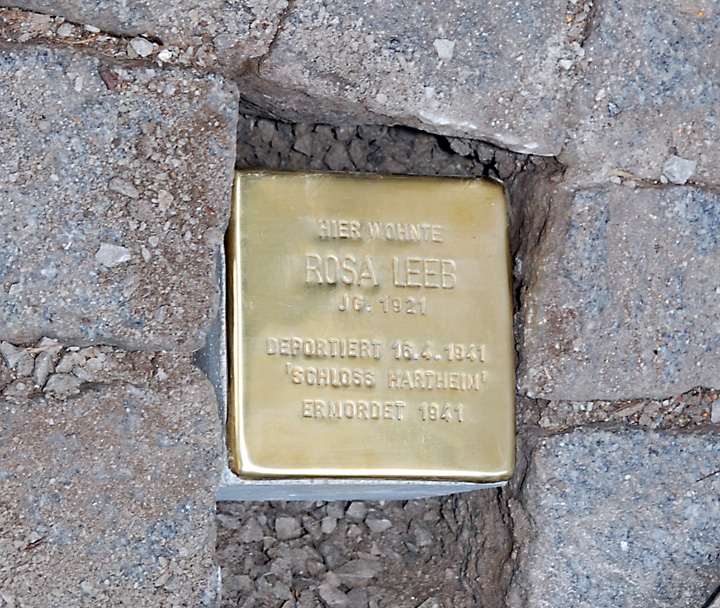 HIER WOHNTE
ROSA LEEB
JG. 1921
DEPORTIERT 16.4.1941
'SCHLOSS HARTHEIM'
ERMORDET 1941